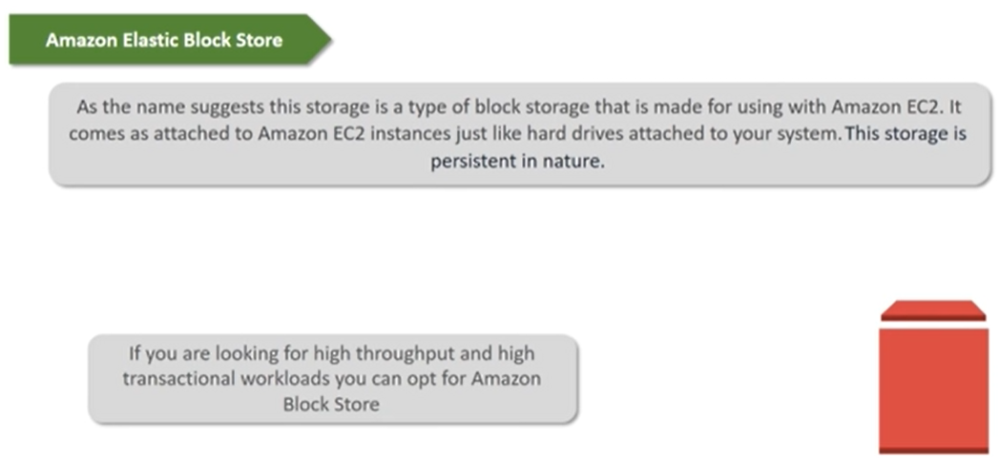 Amazon Elastic Block Store
As the name suggests this storage is a type of block storage that is made for using with Amazon EC2. It
comes as attached to Amazon EC2 instances just like hard drives attached to your system. This storage is
persistent in nature.
If you are looking for high throughput and high
transactional workloads you can opt for Amazon
Block Store